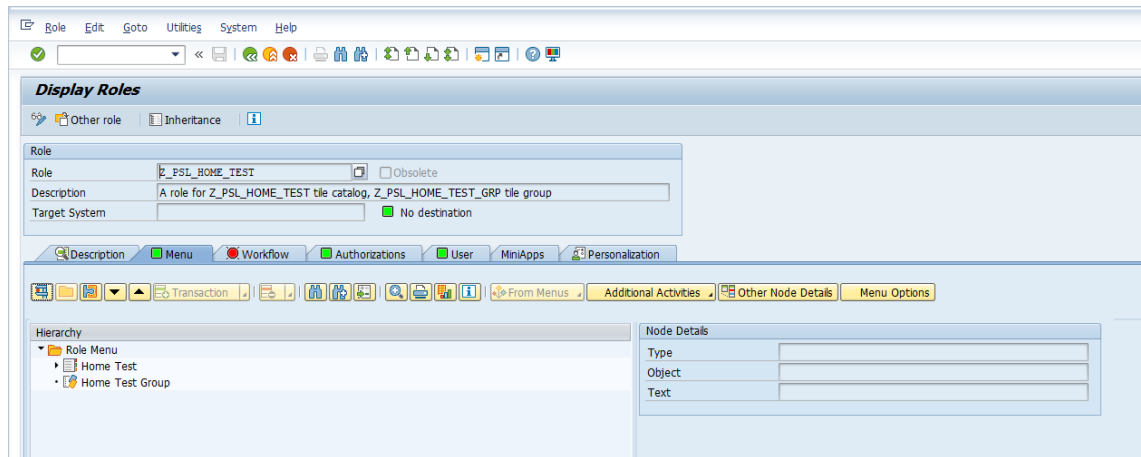 Role Edit Goto Utilities System Help
Display Roles
Other role Inheritance
Role
Role Z_PSL_HOME_TEST Obsolete
Description A role for Z_PSL_HOME_TEST tile catalog, Z_PSL_HOME_TEST_GRP tile group
Target System No destination
Description Menu Workflow Authorizations User MiniApps Personalization
Transaction From Menus Additional Activities Other Node Details Menu Options
Hierarchy
Role Menu
Home Test
Home Test Group
Node Details
Type
Object
Text